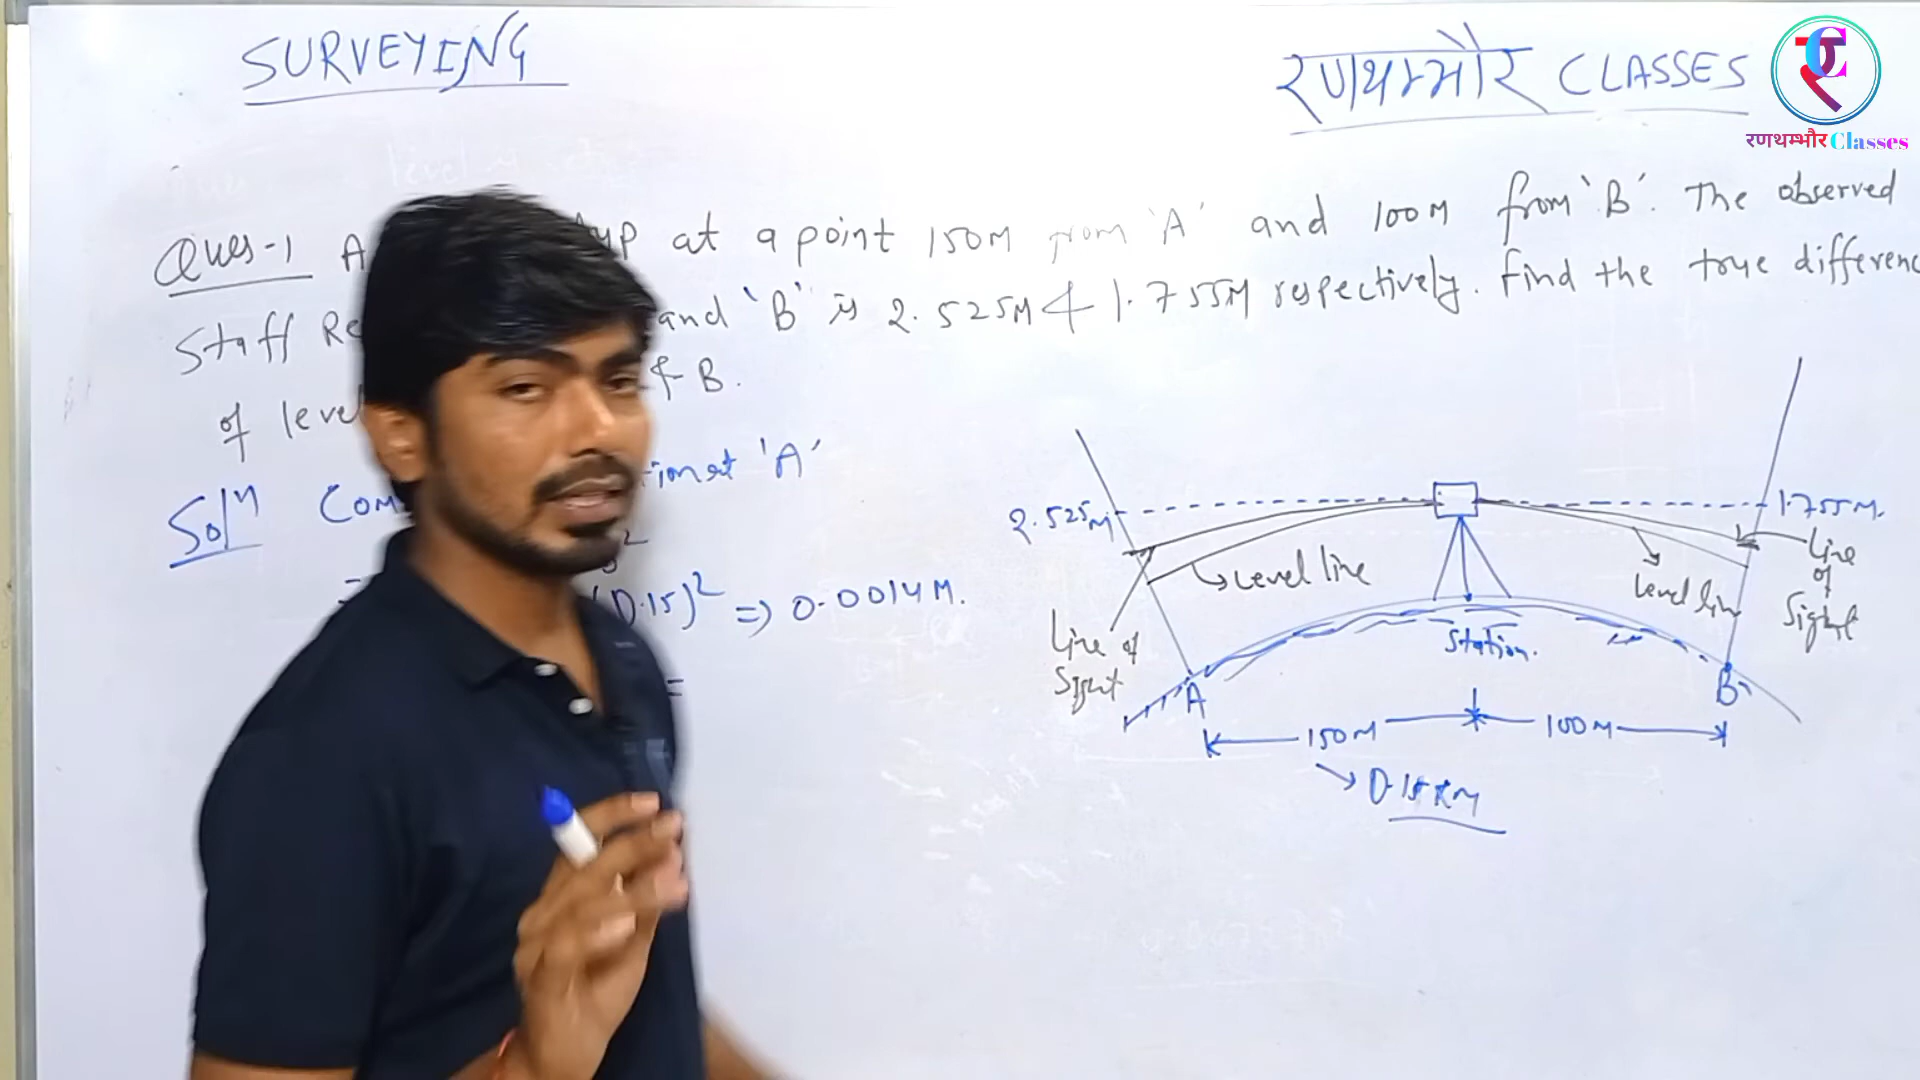 SURVEYING
रणथम्भौर CLASSES
रणथम्भौर Classes
Ques-1 A up at a point 150M from 'A' and 100M from 'B'. The observed
Staff Re and 'B' is 2.525M & 1.755M respectively. Find the true differenc
of level & B.
Solⁿ Com 'A'
(0.15)² => 0.0014M.
=
2.525M
1.755M.
Level line
Level line
Line of Sight
Line of Sight
Station.
A
B
150M
100M
0.15KM